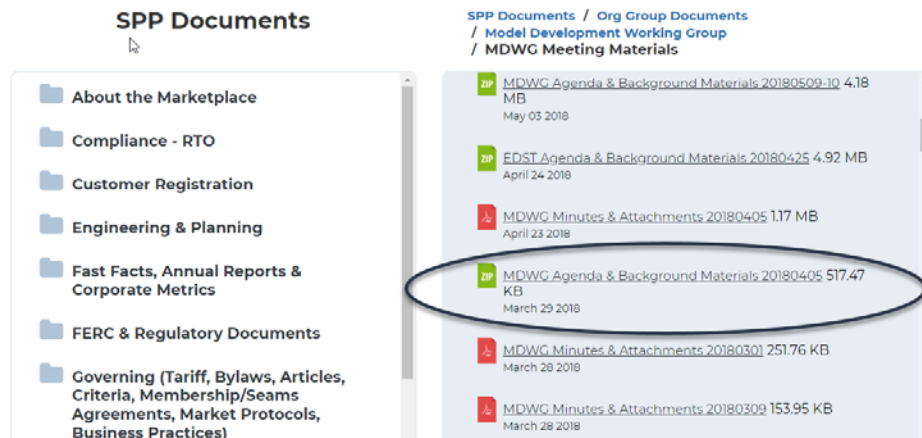 SPP Documents
About the Marketplace
Compliance - RTO
Customer Registration
Engineering & Planning
Fast Facts, Annual Reports &
Corporate Metrics
FERC & Regulatory Documents
Governing (Tariff, Bylaws, Articles,
Criteria, Membership/Seams
Agreements, Market Protocols,
Business Practices)
SPP Documents / Org Group Documents
/ Model Development Working Group
/ MDWG Meeting Materials
ZIP MDWG Agenda & Background Materials 20180509-10 4.18
MB
May 03 2018
ZIP EDST Agenda & Background Materials 20180425 4.92 MB
April 24 2018
MDWG Minutes & Attachments 20180405 1.17 MB
April 23 2018
ZIP MDWG Agenda & Background Materials 20180405 517.47
KB
March 29 2018
MDWG Minutes & Attachments 20180301 251.76 KB
March 28 2018
MDWG Minutes & Attachments 20180309 153.95 KB
March 28 2018